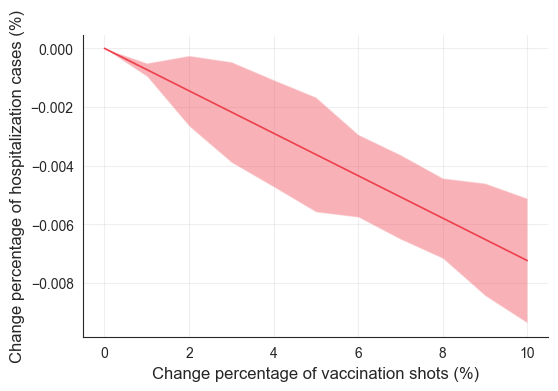 Change percentage of hospitalization cases (%)
0.000
−0.002
−0.004
−0.006
−0.008
0 2 4 6 8 10
Change percentage of vaccination shots (%)